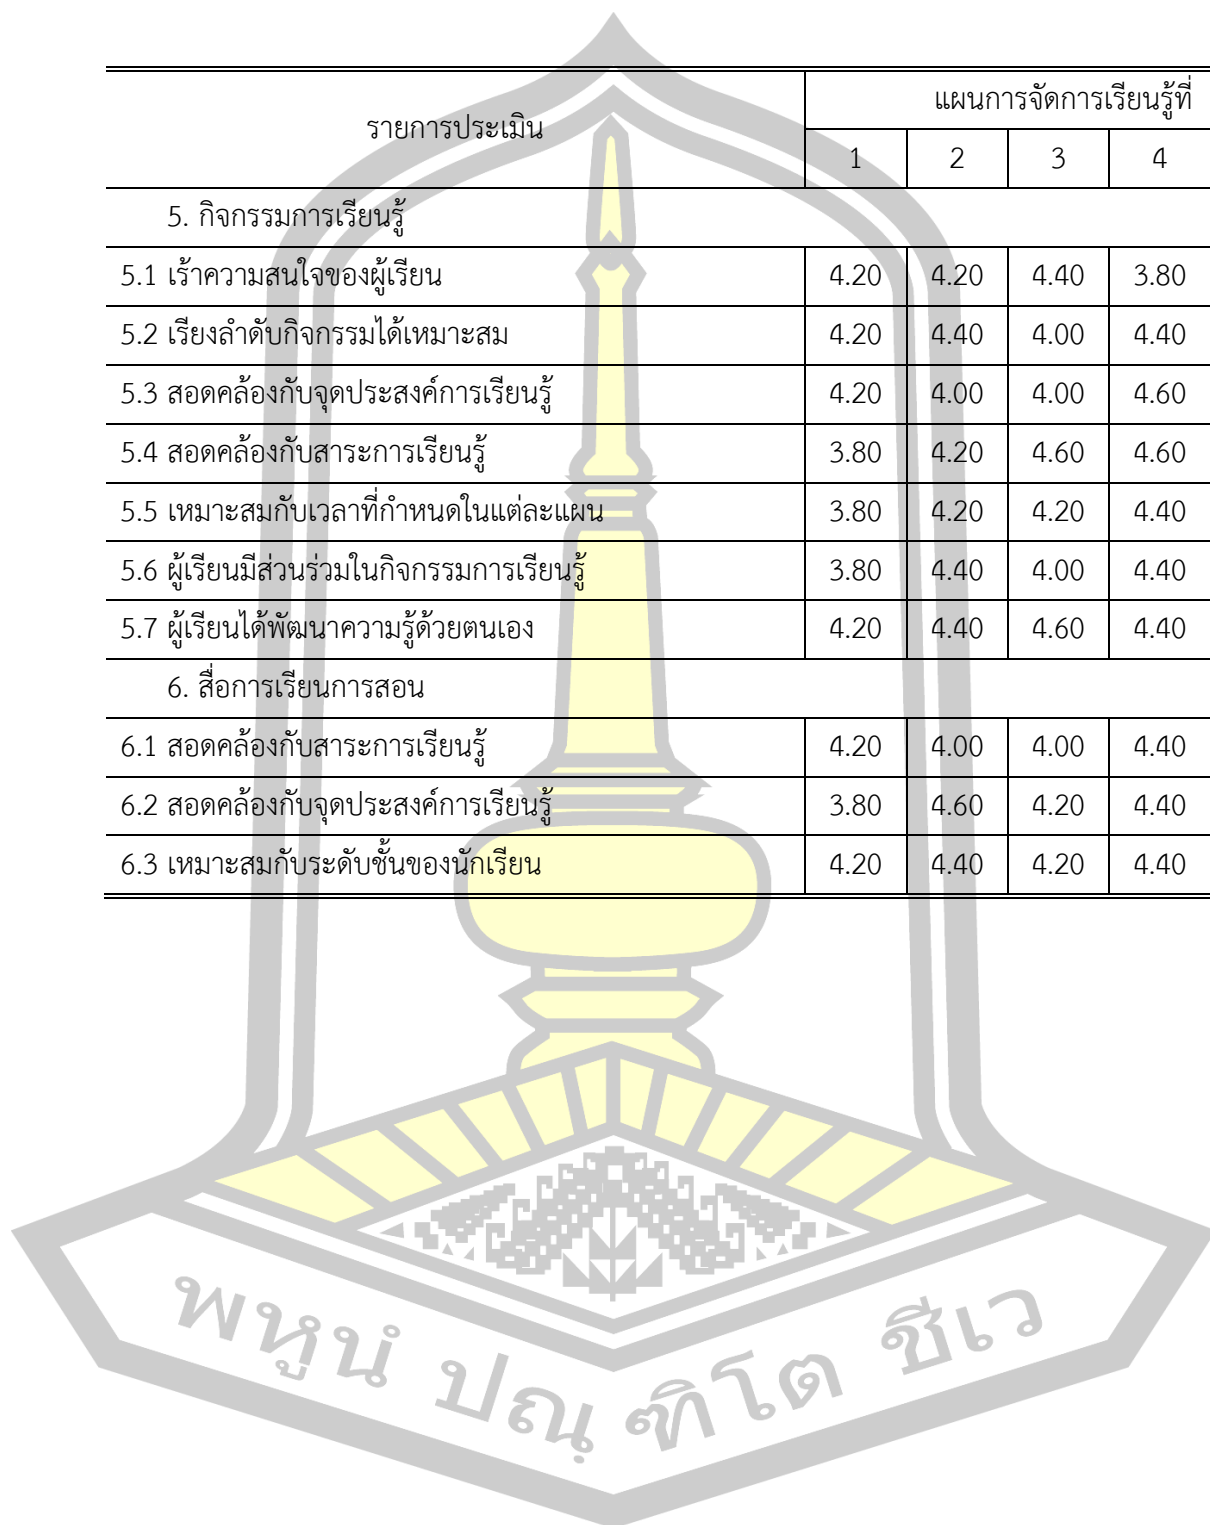 รายการประเมิน แผนการจัดการเรียนรู้ที่
1 2 3 4
5. กิจกรรมการเรียนรู้
5.1 เร้าความสนใจของผู้เรียน 4.20 4.20 4.40 3.80
5.2 เรียงลำดับกิจกรรมได้เหมาะสม 4.20 4.40 4.00 4.40
5.3 สอดคล้องกับจุดประสงค์การเรียนรู้ 4.20 4.00 4.00 4.60
5.4 สอดคล้องกับสาระการเรียนรู้ 3.80 4.20 4.60 4.60
5.5 เหมาะสมกับเวลาที่กำหนดในแต่ละแผน 3.80 4.20 4.20 4.40
5.6 ผู้เรียนมีส่วนร่วมในกิจกรรมการเรียนรู้ 3.80 4.40 4.00 4.40
5.7 ผู้เรียนได้พัฒนาความรู้ด้วยตนเอง 4.20 4.40 4.60 4.40
6. สื่อการเรียนการสอน
6.1 สอดคล้องกับสาระการเรียนรู้ 4.20 4.00 4.00 4.40
6.2 สอดคล้องกับจุดประสงค์การเรียนรู้ 3.80 4.60 4.20 4.40
6.3 เหมาะสมกับระดับชั้นของนักเรียน 4.20 4.40 4.20 4.40
พหูนํ ปณฺฑิโต ชีเว